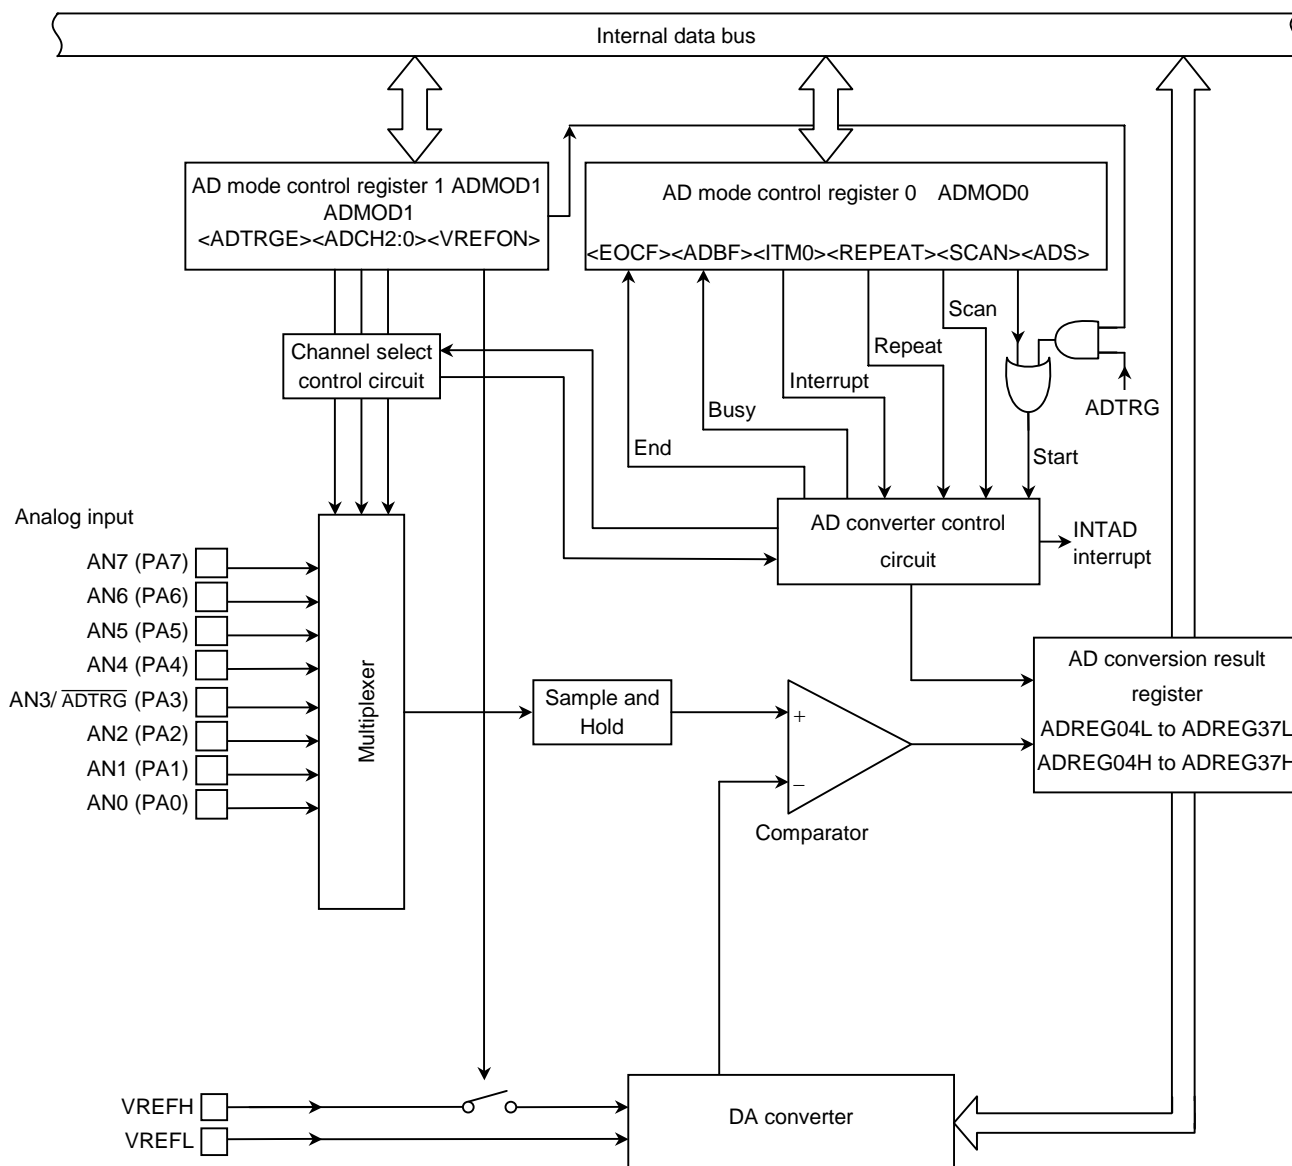 Internal data bus
AD mode control register 1 ADMOD1
ADMOD1
<ADTRGE><ADCH2:0><VREFON>
AD mode control register 0 ADMOD0
<EOCF><ADBF><ITM0><REPEAT><SCAN><ADS>
Scan
Channel select
control circuit
Repeat
Interrupt
Busy
ADTRG
End
Start
Analog input
AD converter control
circuit
INTAD
interrupt
AN7 (PA7)
AN6 (PA6)
AN5 (PA5)
AN4 (PA4)
AN3/ ADTRG (PA3)
AN2 (PA2)
AN1 (PA1)
AN0 (PA0)
Multiplexer
Sample and
Hold
+
−
Comparator
AD conversion result
register
ADREG04L to ADREG37L
ADREG04H to ADREG37H
VREFH
VREFL
DA converter